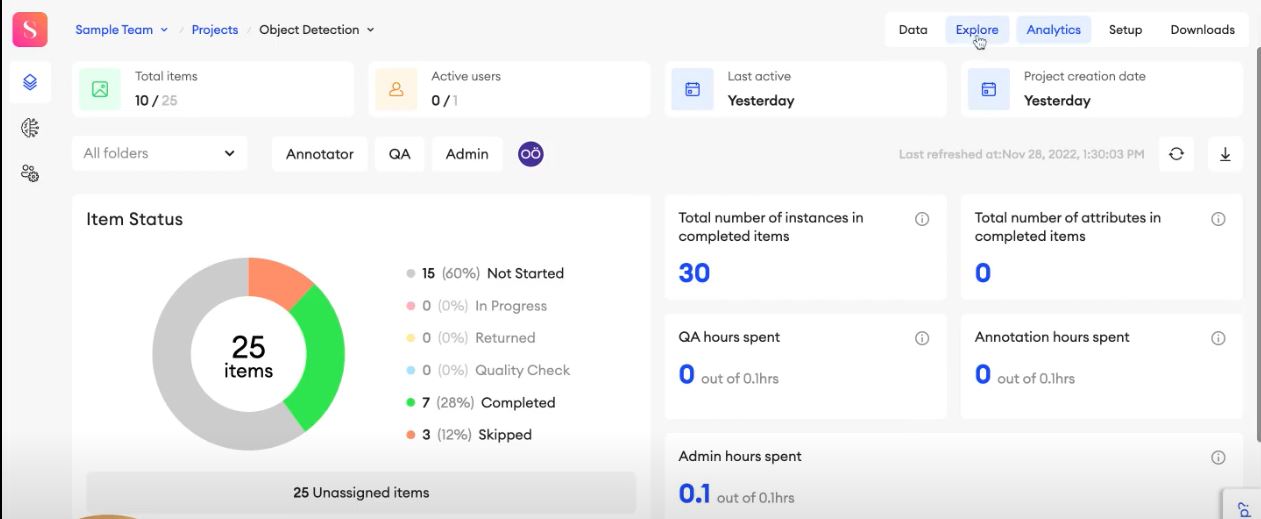 S
Sample Team / Projects / Object Detection
Data Explore Analytics Setup Downloads
Total items
10 / 25
Active users
0 / 1
Last active
Yesterday
Project creation date
Yesterday
All folders
Annotator
QA
Admin
OÖ
Last refreshed at:Nov 28, 2022, 1:30:03 PM
Item Status
25
items
15 (60%) Not Started
0 (0%) In Progress
0 (0%) Returned
0 (0%) Quality Check
7 (28%) Completed
3 (12%) Skipped
25 Unassigned items
Total number of instances in
completed items
30
Total number of attributes in
completed items
0
QA hours spent
0 out of 0.1hrs
Annotation hours spent
0 out of 0.1hrs
Admin hours spent
0.1 out of 0.1hrs
p?